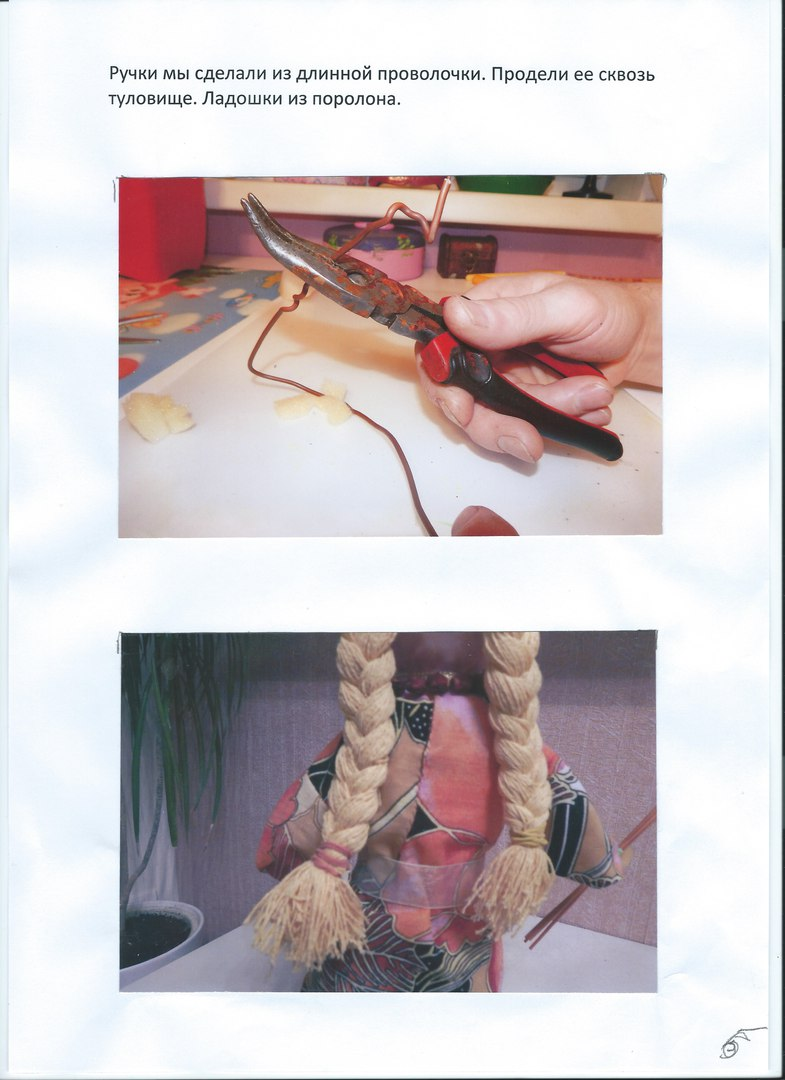 Ручки мы сделали из длинной проволочки. Продели ее сквозь
туловище. Ладошки из поролона.